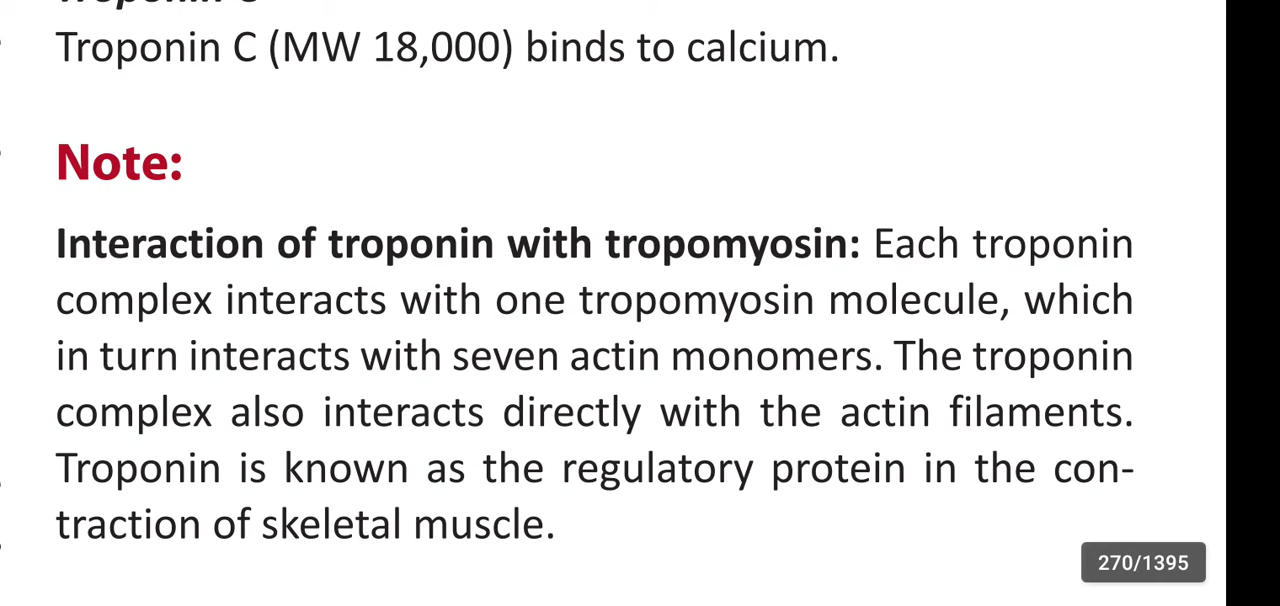 Troponin C
Troponin C (MW 18,000) binds to calcium.
Note:
Interaction of troponin with tropomyosin: Each troponin
complex interacts with one tropomyosin molecule, which
in turn interacts with seven actin monomers. The troponin
complex also interacts directly with the actin filaments.
Troponin is known as the regulatory protein in the con-
traction of skeletal muscle.
270/1395